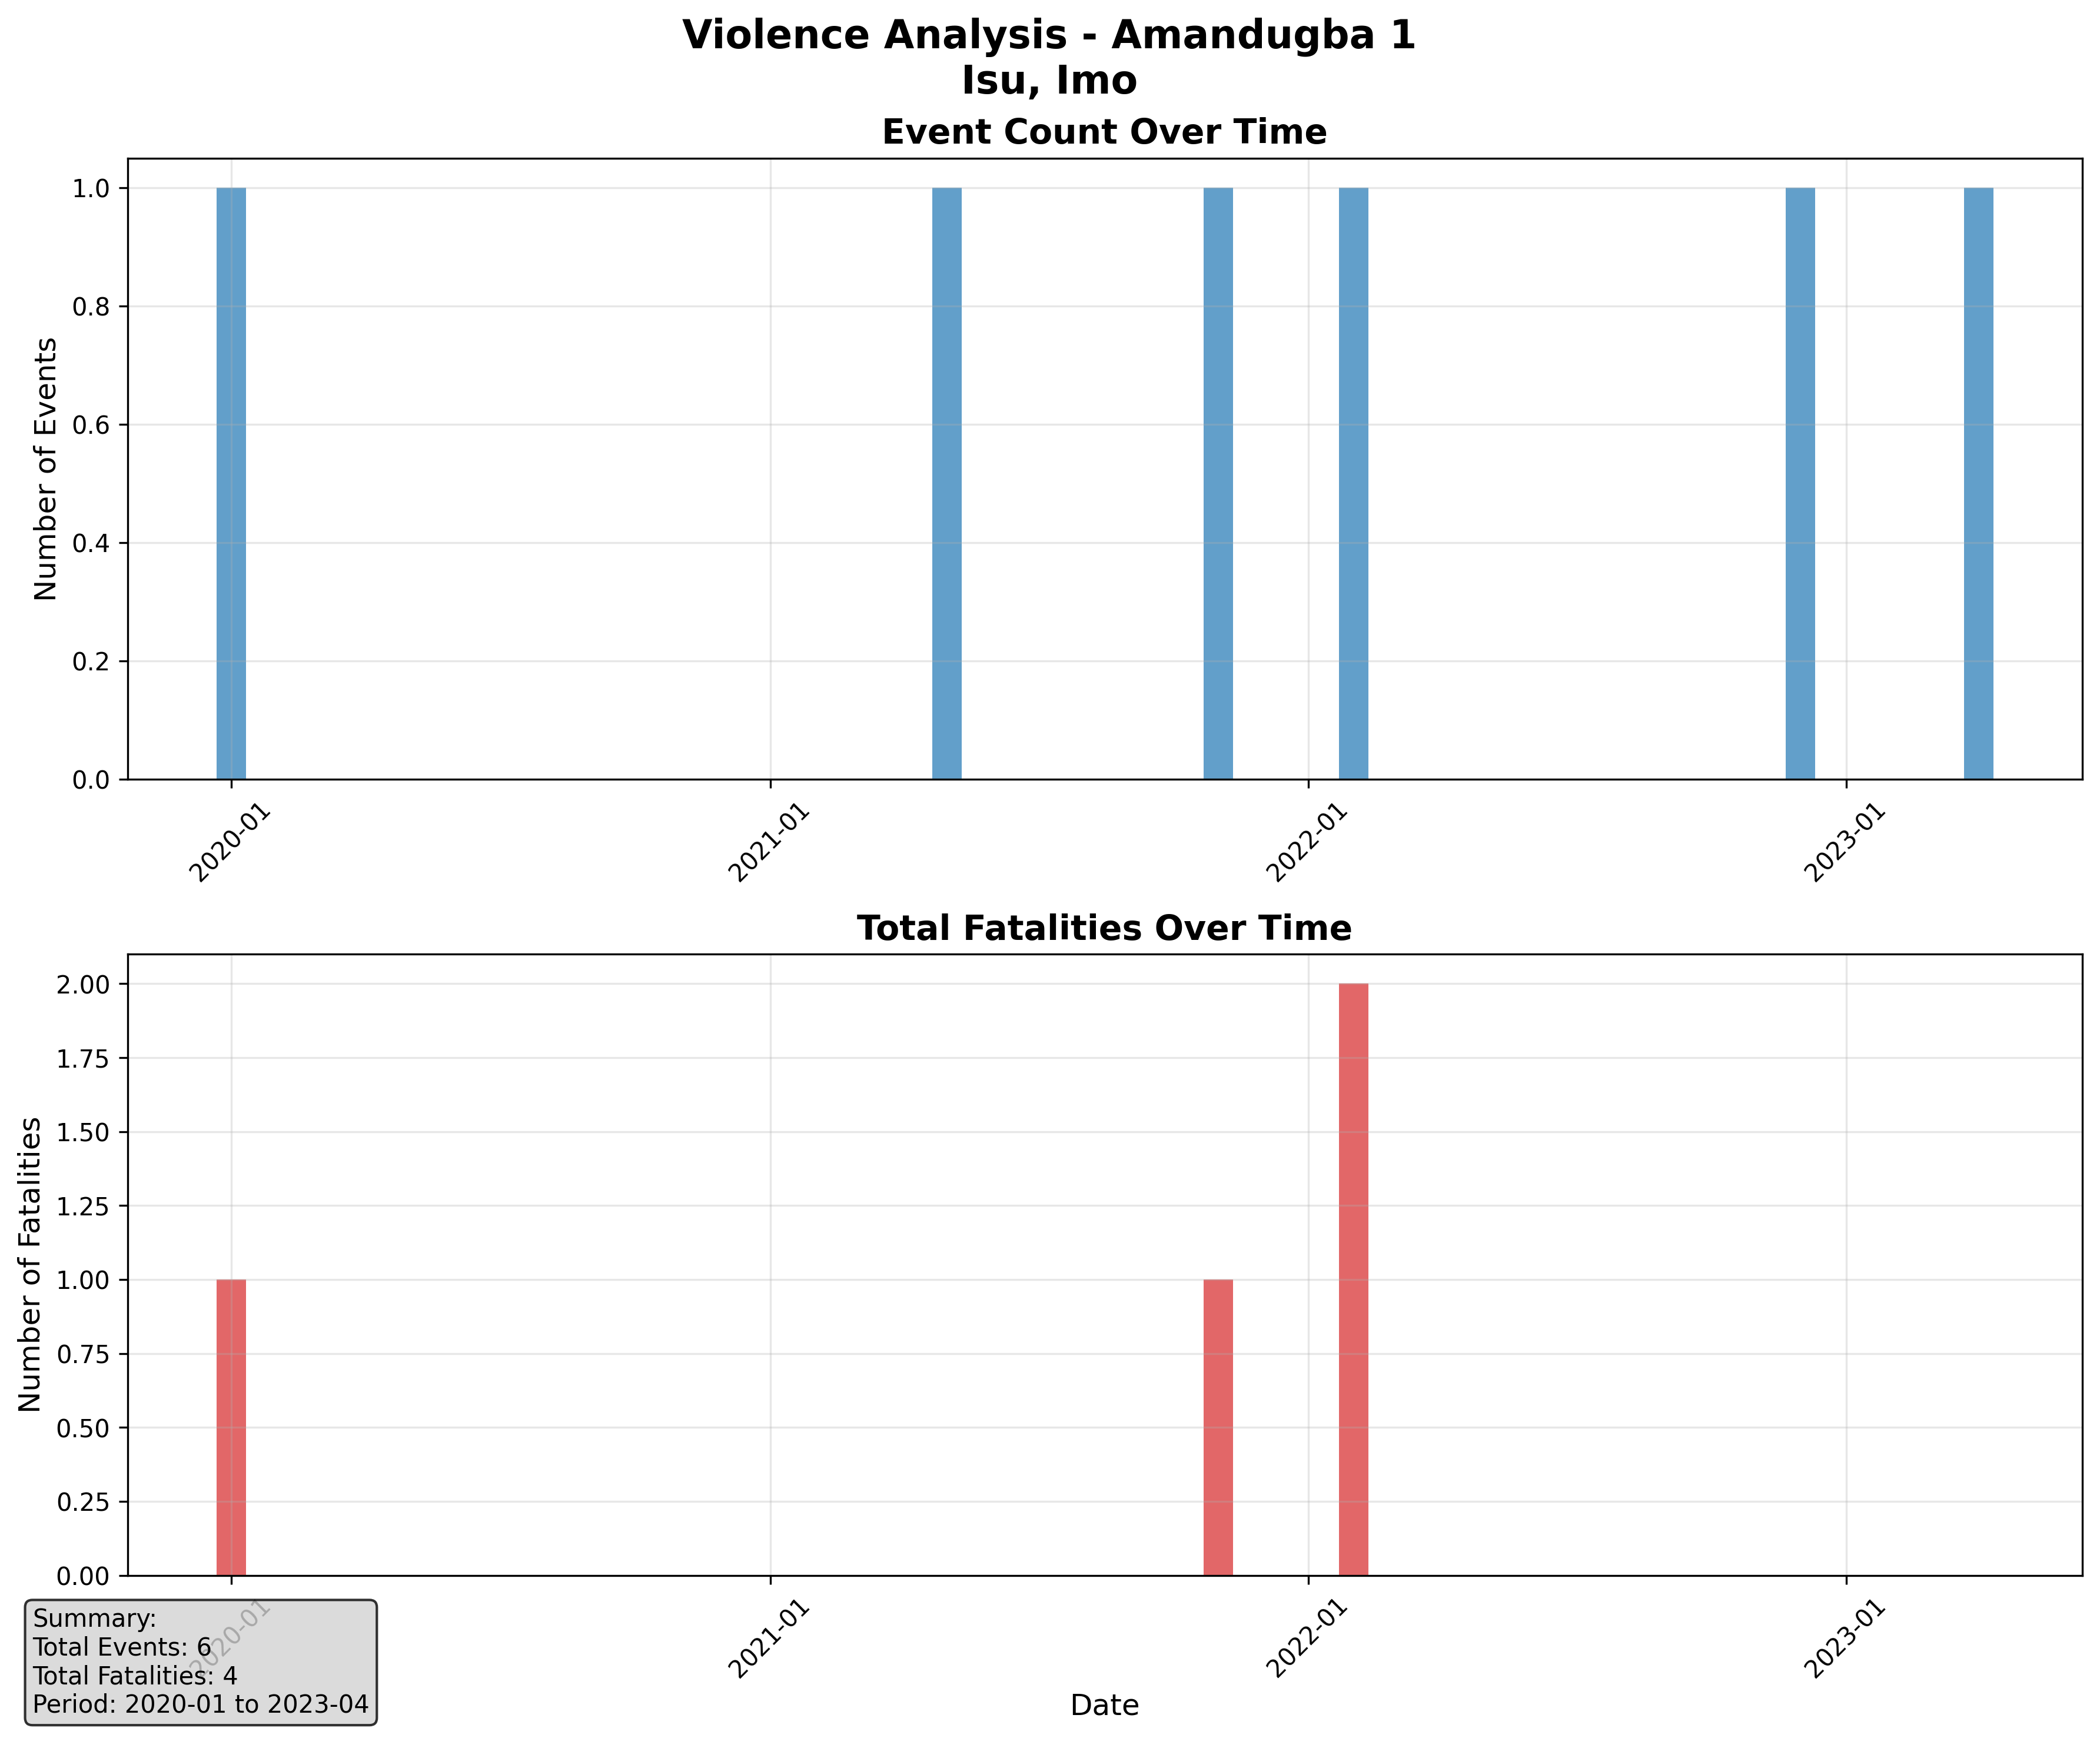 Violence Analysis - Amandugba 1
Isu, Imo
Event Count Over Time
Number of Events
1.0
0.8
0.6
0.4
0.2
0.0
2020-01
2021-01
2022-01
2023-01
Total Fatalities Over Time
Number of Fatalities
2.00
1.75
1.50
1.25
1.00
0.75
0.50
0.25
0.00
2020-01
2021-01
2022-01
2023-01
Date
Summary:
Total Events: 6
Total Fatalities: 4
Period: 2020-01 to 2023-04